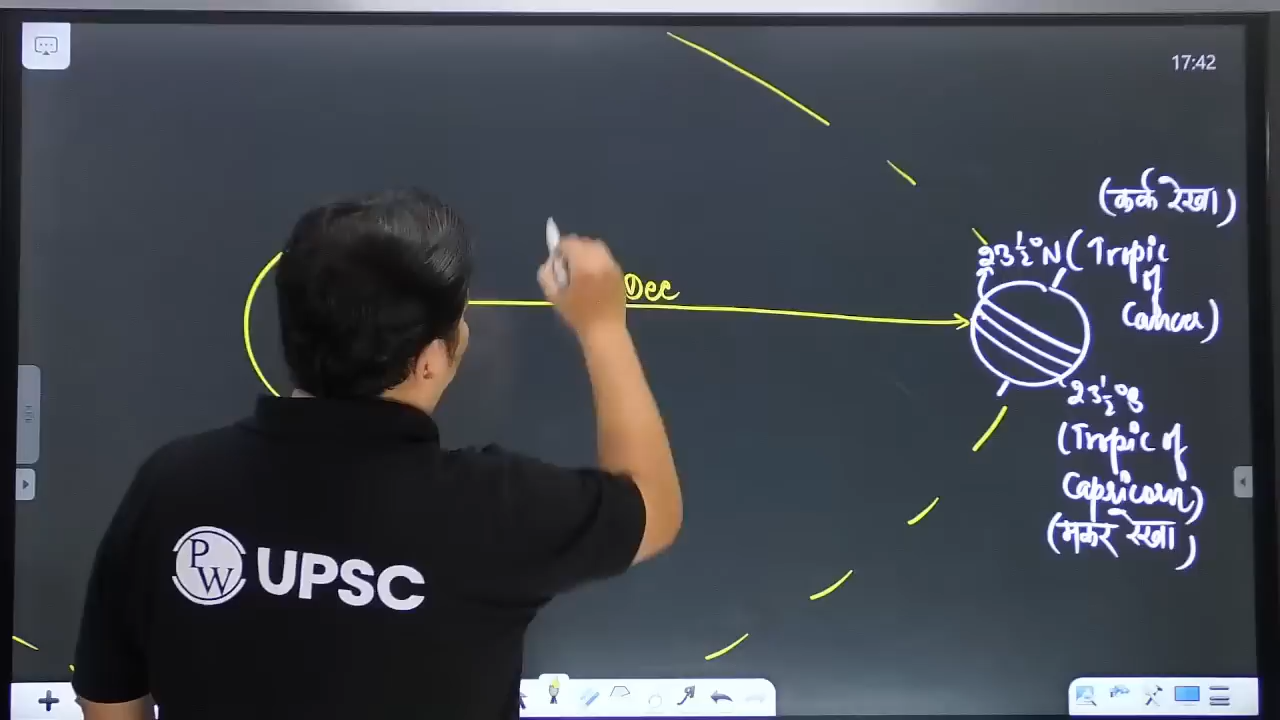 17:42
(कर्क रेखा)
23½°N (Tropic
of
Cancer)
Dec
23½°S
(Tropic of
Capricorn)
(मकर रेखा)
PW UPSC